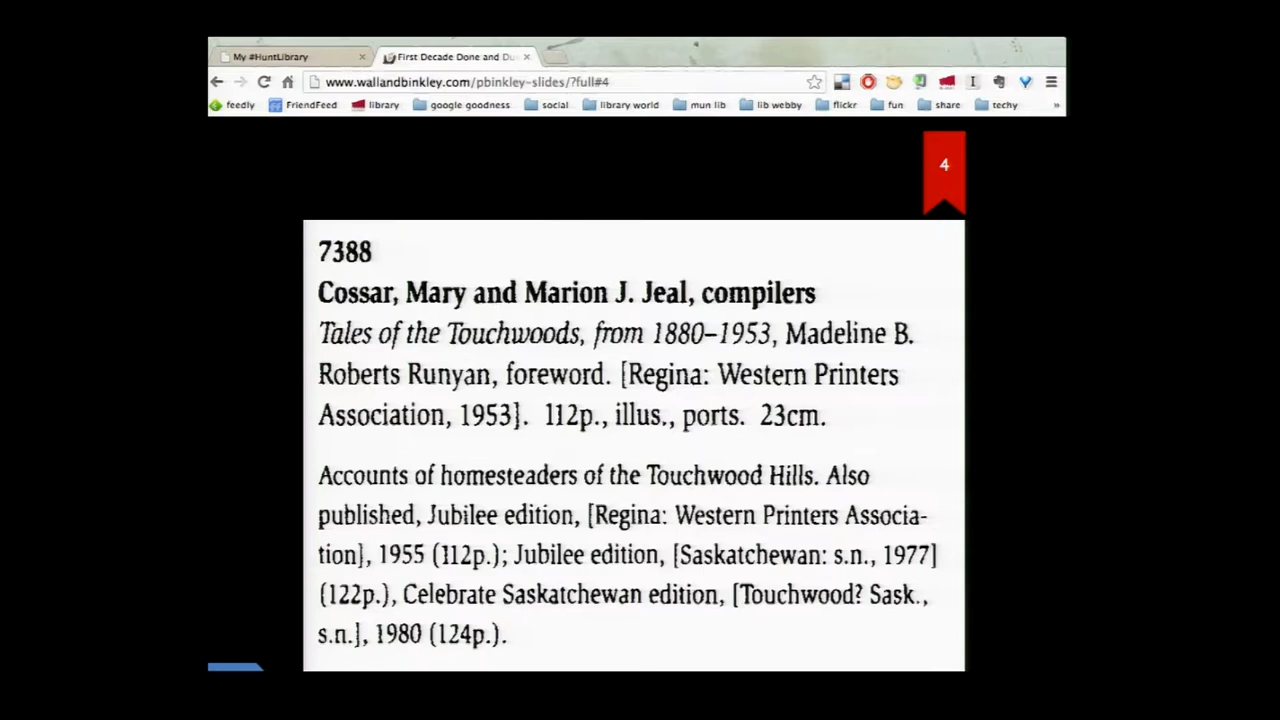 My #HuntLibrary
First Decade Done and Du
www.wallandbinkley.com/pbinkley-slides/?full#4
feedly FriendFeed library google goodness social library world mun lib lib webby flickr fun share techy »
4
7388
Cossar, Mary and Marion J. Jeal, compilers
Tales of the Touchwoods, from 1880–1953, Madeline B.
Roberts Runyan, foreword. [Regina: Western Printers
Association, 1953]. 112p., illus., ports. 23cm.
Accounts of homesteaders of the Touchwood Hills. Also
published, Jubilee edition, [Regina: Western Printers Associa-
tion], 1955 (112p.); Jubilee edition, [Saskatchewan: s.n., 1977]
(122p.), Celebrate Saskatchewan edition, [Touchwood? Sask.,
s.n.], 1980 (124p.).